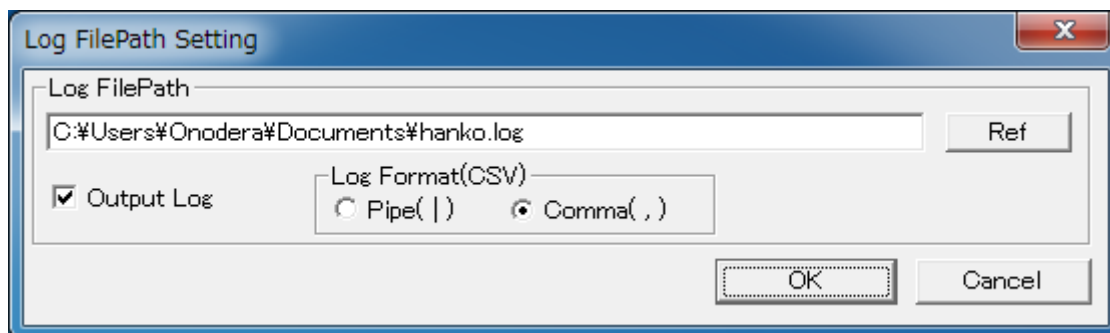 Log FilePath Setting
x
Log FilePath
C:¥Users¥Onodera¥Documents¥hanko.log
Ref
Output Log
Log Format(CSV)
Pipe( | )
Comma( , )
OK
Cancel